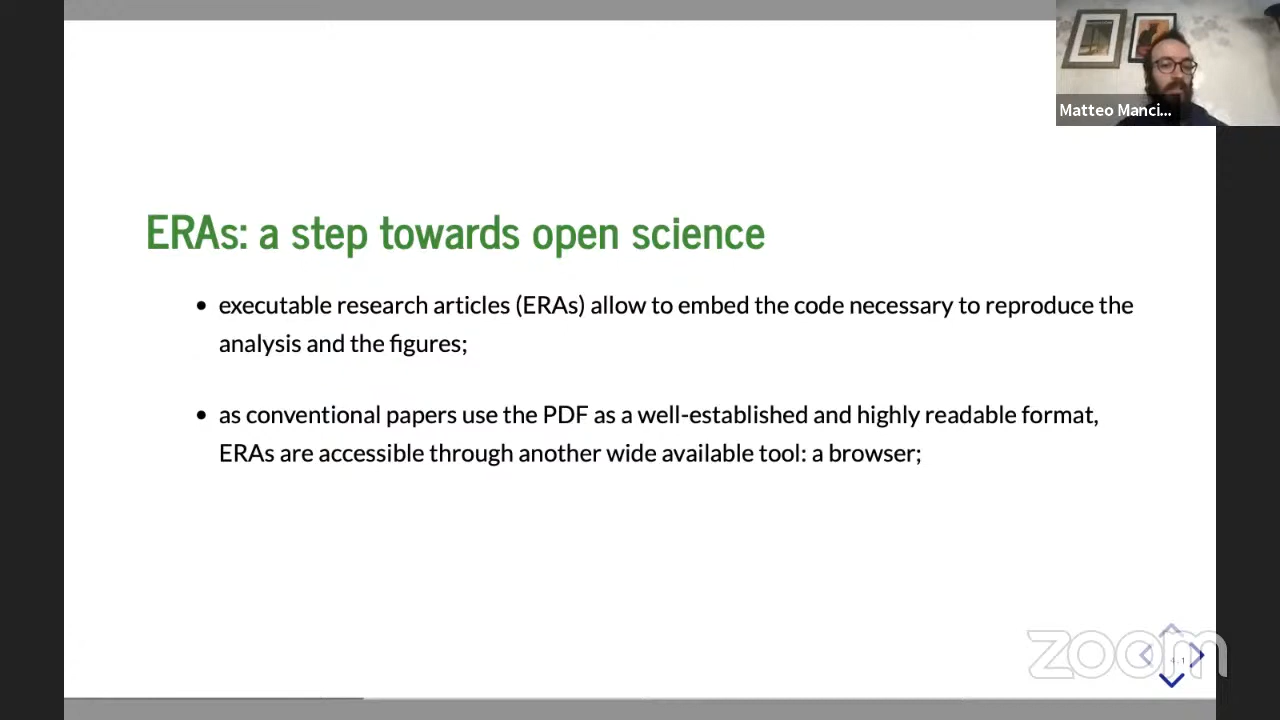 Matteo Manci...
ERAs: a step towards open science
• executable research articles (ERAs) allow to embed the code necessary to reproduce the
analysis and the figures;
• as conventional papers use the PDF as a well-established and highly readable format,
ERAs are accessible through another wide available tool: a browser;
zoom
4.1